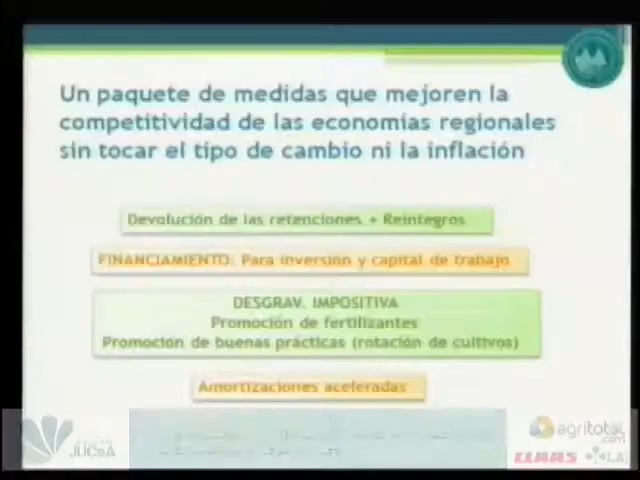 Un paquete de medidas que mejoren la
competitividad de las economías regionales
sin tocar el tipo de cambio ni la inflación
Devolución de las retenciones + Reintegros
FINANCIAMIENTO: Para inversión y capital de trabajo
DESGRAV. IMPOSITIVA
Promoción de fertilizantes
Promoción de buenas prácticas (rotación de cultivos)
Amortizaciones aceleradas
JUCoA
agritotal
.com
CLAAS